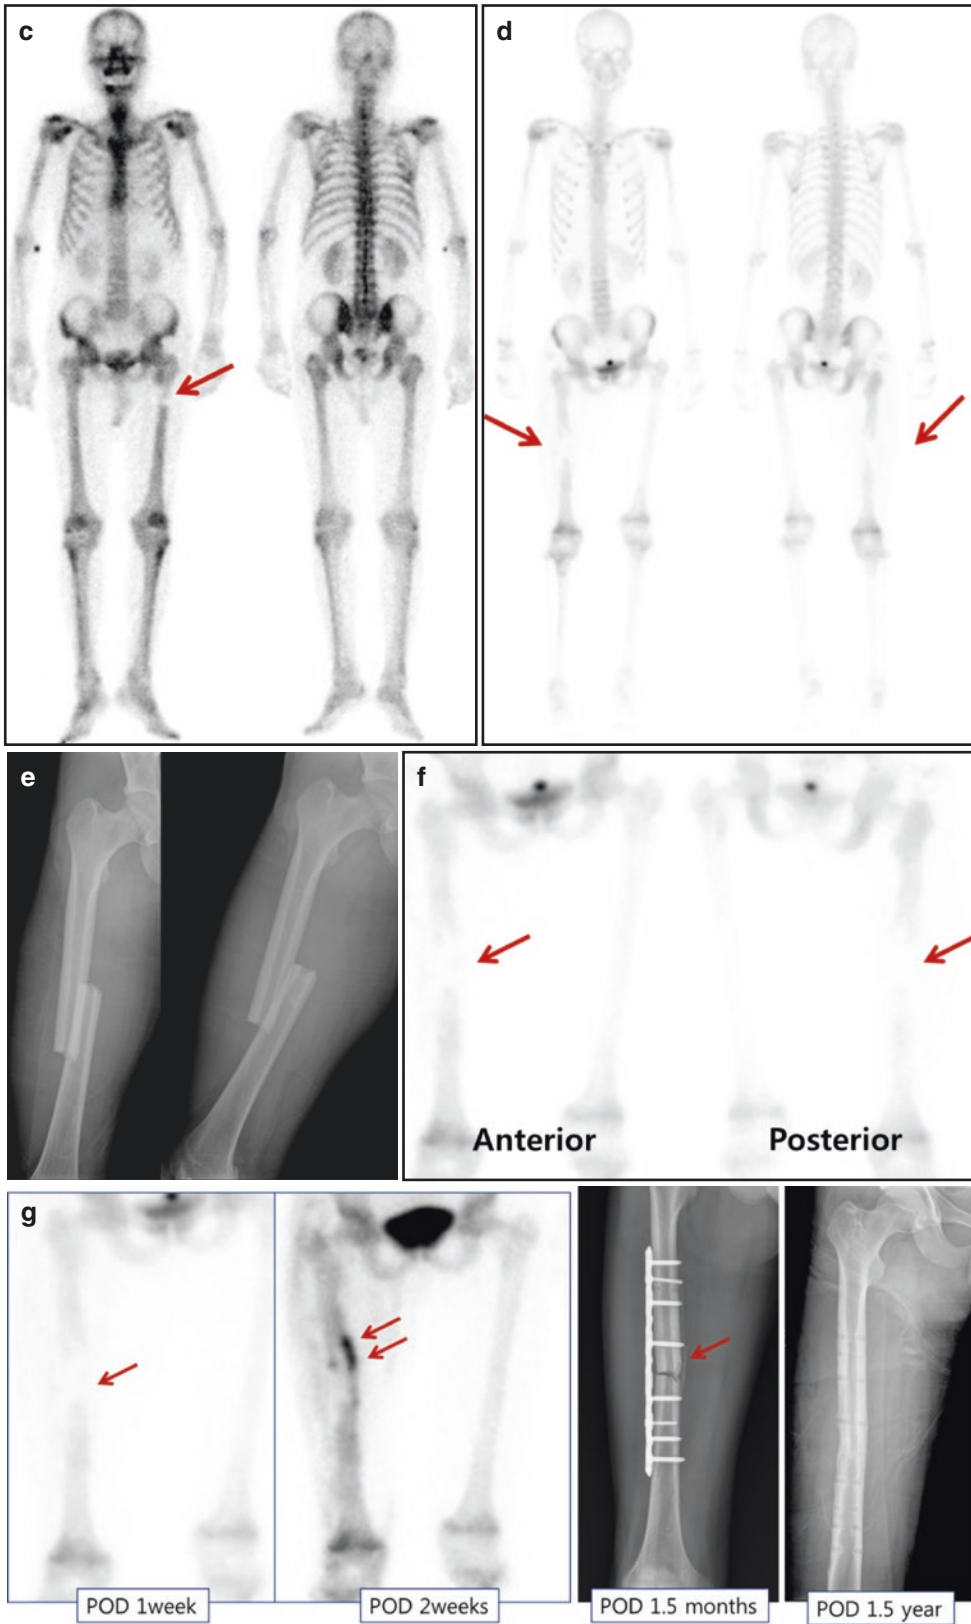 c
d
e
f
Anterior
Posterior
g
POD 1week
POD 2weeks
POD 1.5 months
POD 1.5 year